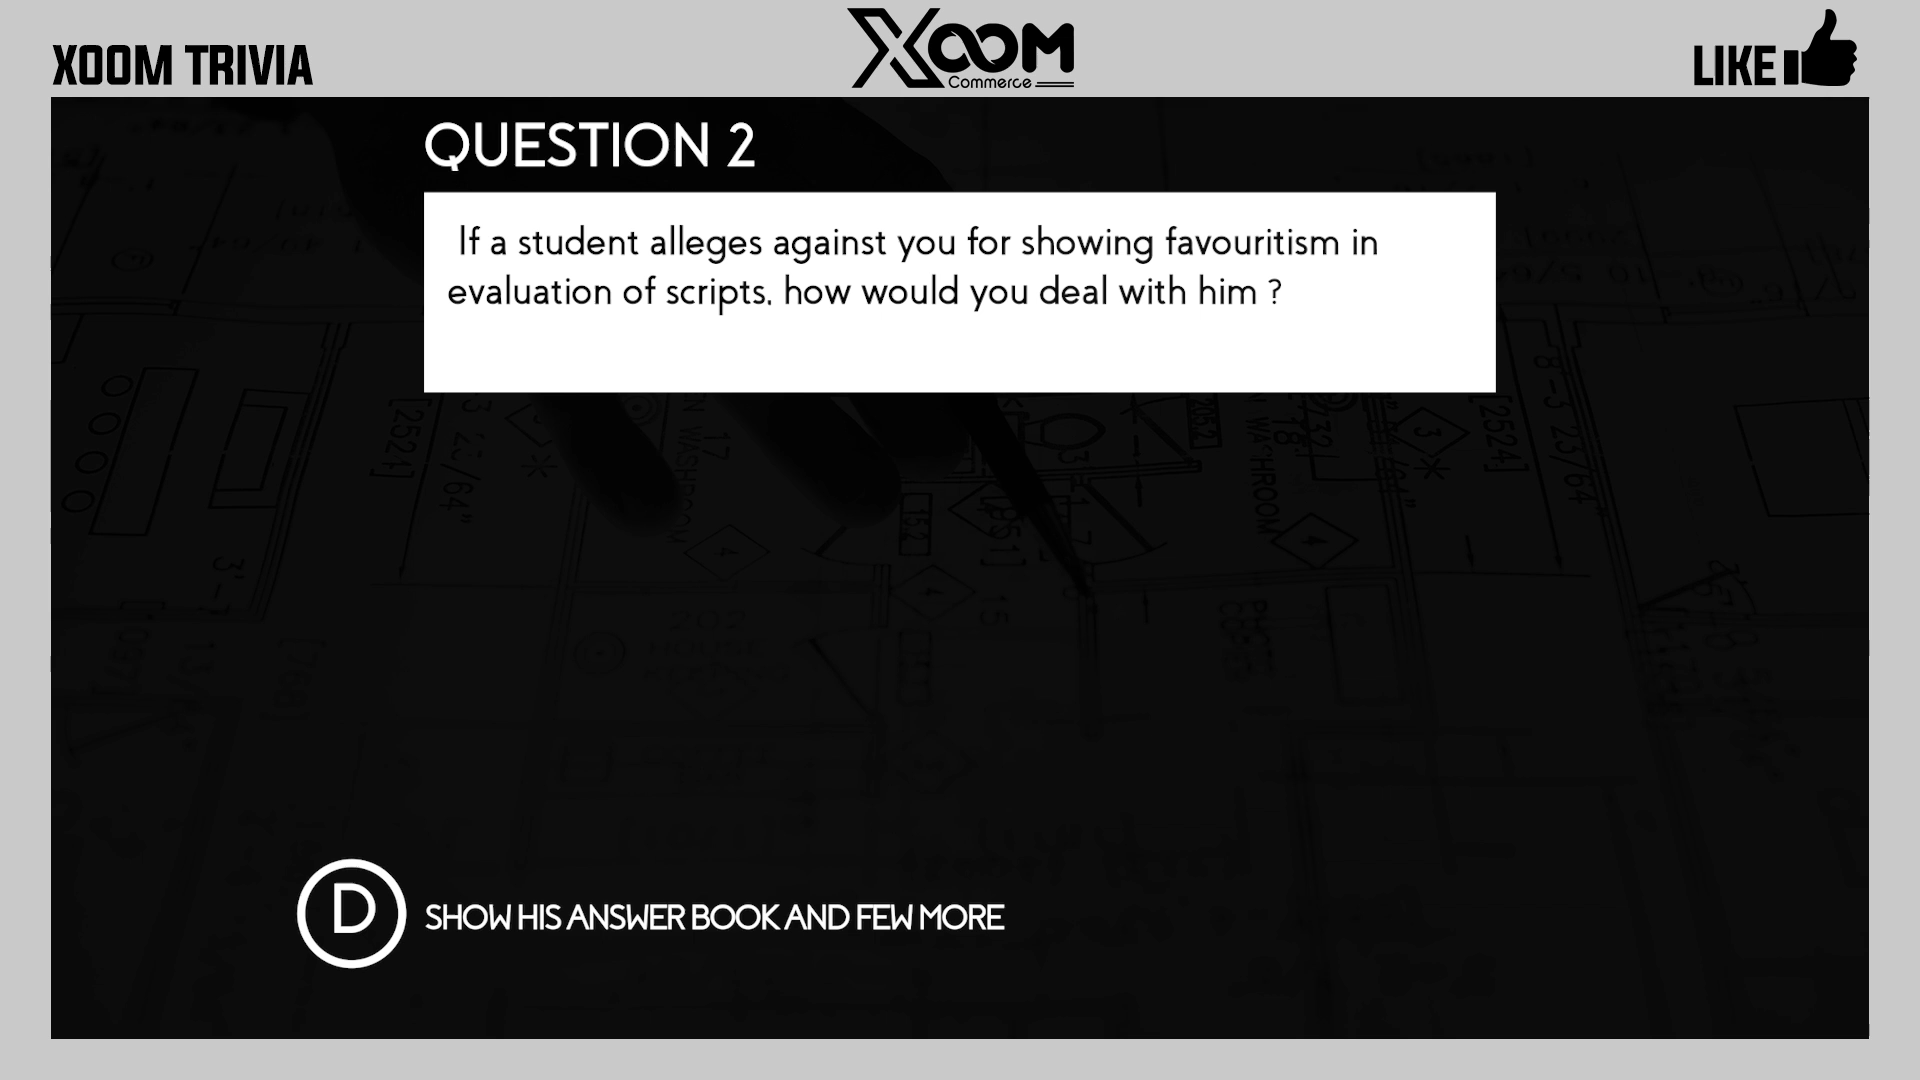 XOOM TRIVIA
XOOM
Commerce
LIKE
QUESTION 2
If a student alleges against you for showing favouritism in
evaluation of scripts, how would you deal with him ?
D
SHOW HIS ANSWER BOOK AND FEW MORE